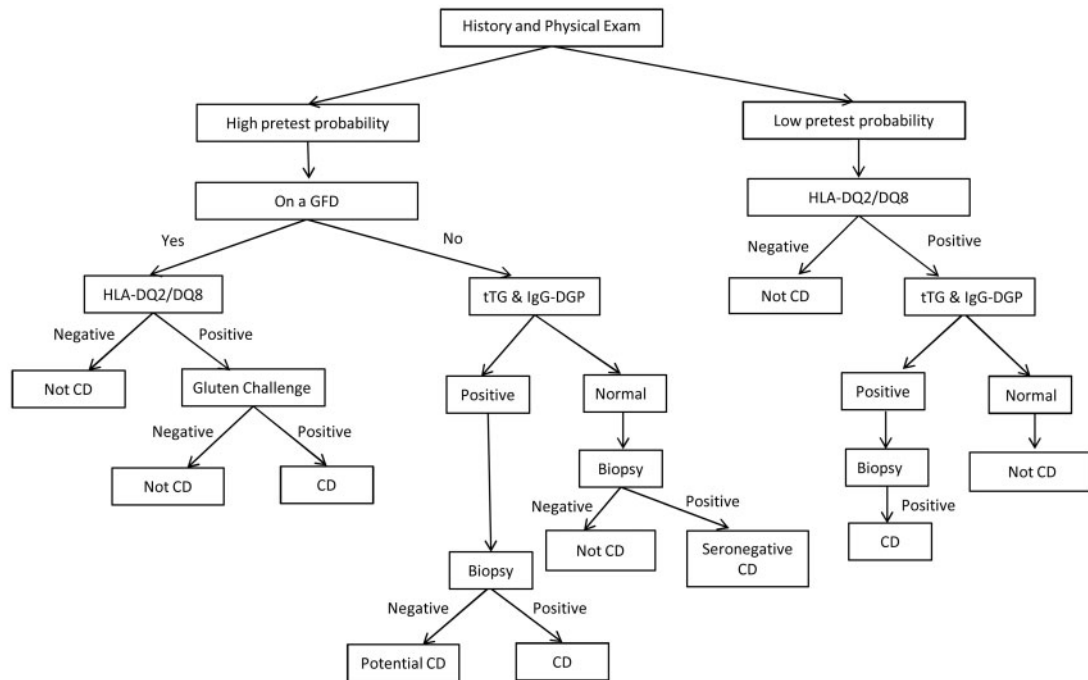 History and Physical Exam
High pretest probability
Low pretest probability
On a GFD
HLA-DQ2/DQ8
Yes
No
Negative
Positive
HLA-DQ2/DQ8
tTG & IgG-DGP
Not CD
tTG & IgG-DGP
Negative
Positive
Not CD
Gluten Challenge
Positive
Normal
Positive
Normal
Negative
Positive
Biopsy
Biopsy
Not CD
Not CD
CD
Negative
Positive
Positive
Not CD
Seronegative
CD
CD
Biopsy
Negative
Positive
Potential CD
CD